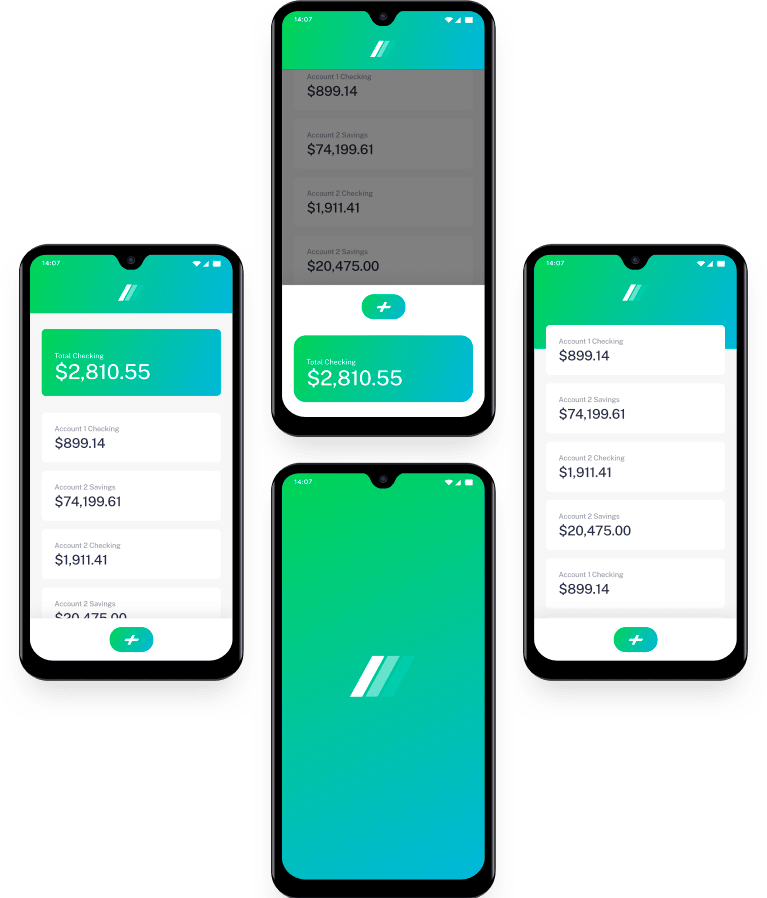 14:07
Account 1 Checking
$899.14
Account 2 Savings
$74,199.61
Account 2 Checking
$1,911.41
Account 2 Savings
$20,475.00
Total Checking
$2,810.55
14:07
Total Checking
$2,810.55
Account 1 Checking
$899.14
Account 2 Savings
$74,199.61
Account 2 Checking
$1,911.41
Account 2 Savings
$20,475.00
14:07
Account 1 Checking
$899.14
Account 2 Savings
$74,199.61
Account 2 Checking
$1,911.41
Account 2 Savings
$20,475.00
Account 1 Checking
$899.14
14:07